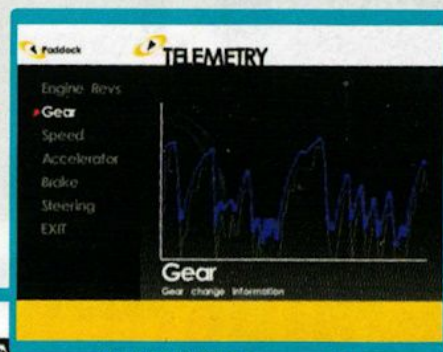 Paddock
TELEMETRY
Engine Revs
Gear
Speed
Accelerator
Brake
Steering
EXIT
Gear
Gear change information